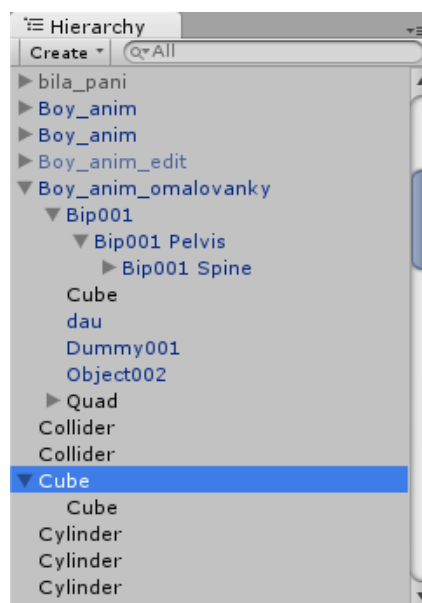 Hierarchy
Create All
bila_pani
Boy_anim
Boy_anim
Boy_anim_edit
Boy_anim_omalovanky
Bip001
Bip001 Pelvis
Bip001 Spine
Cube
dau
Dummy001
Object002
Quad
Collider
Collider
Cube
Cube
Cylinder
Cylinder
Cylinder